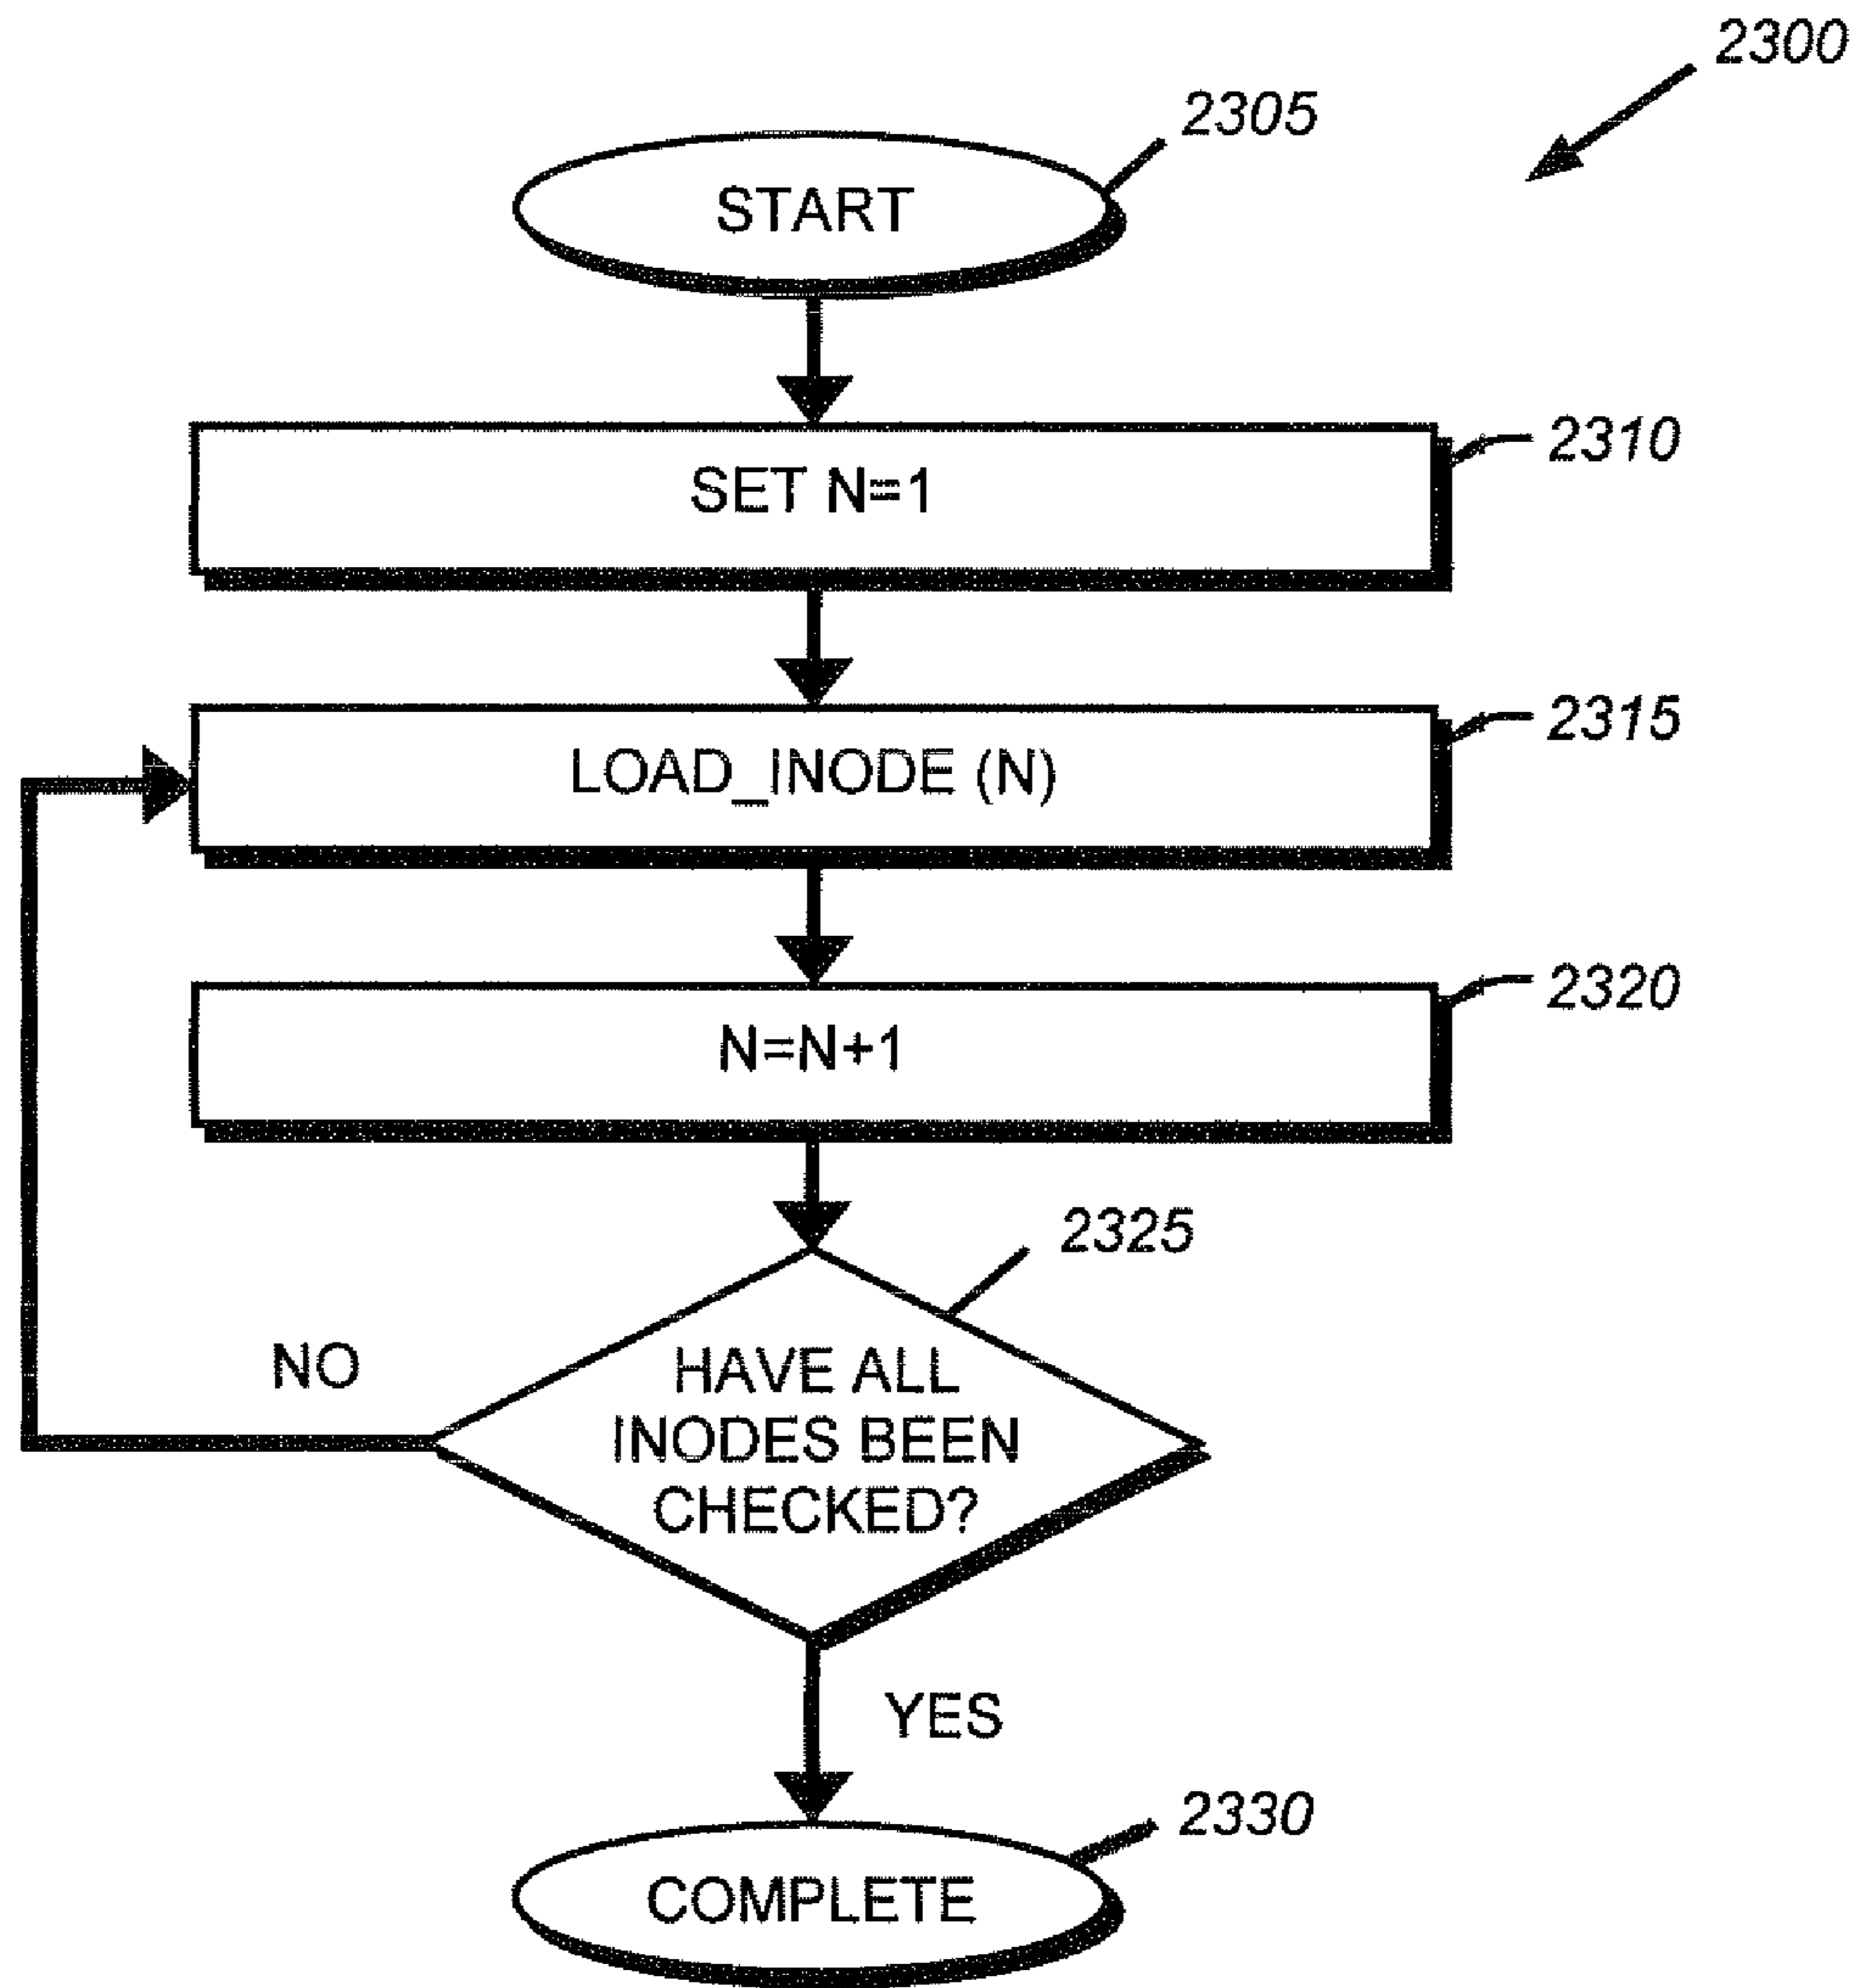 2300
2305
START
2310
SET N=1
2315
LOAD_INODE (N)
2320
N=N+1
2325
NO
HAVE ALL
INODES BEEN
CHECKED?
YES
2330
COMPLETE